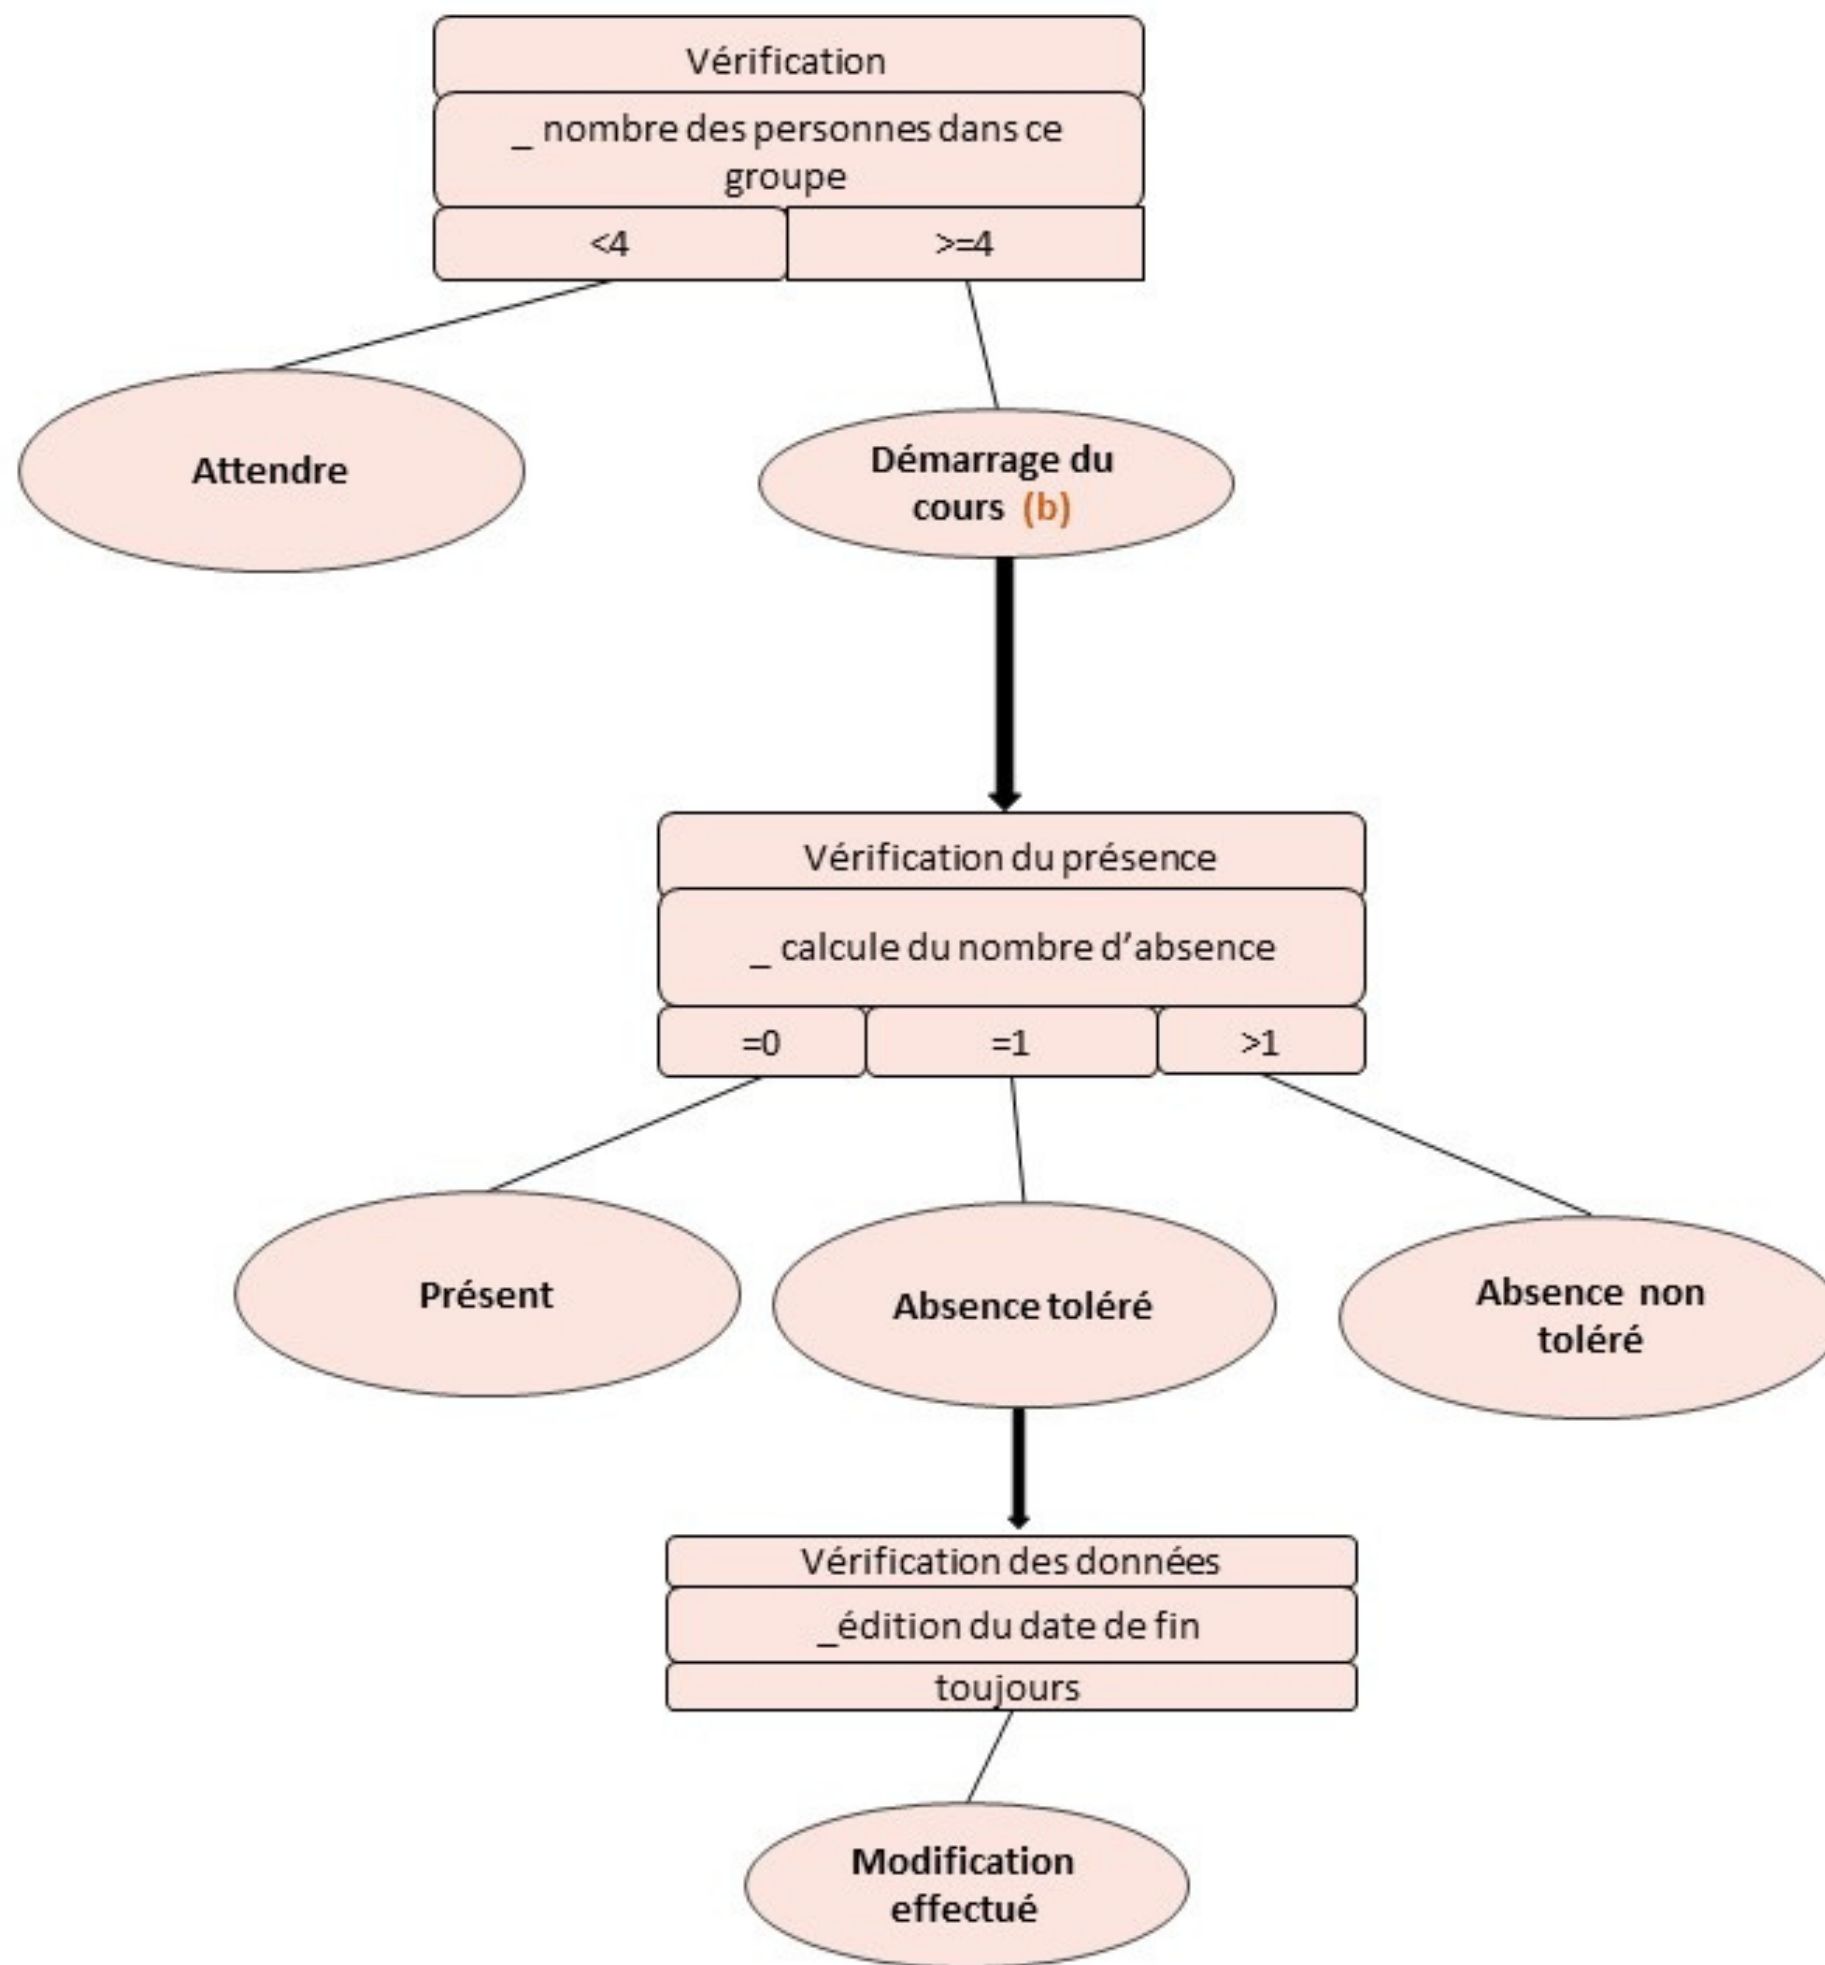 Vérification
_ nombre des personnes dans ce
groupe
<4
>=4
Attendre
Démarrage du
cours (b)
Vérification du présence
_ calcule du nombre d’absence
=0
=1
>1
Présent
Absence toléré
Absence non
toléré
Vérification des données
_édition du date de fin
toujours
Modification
effectué